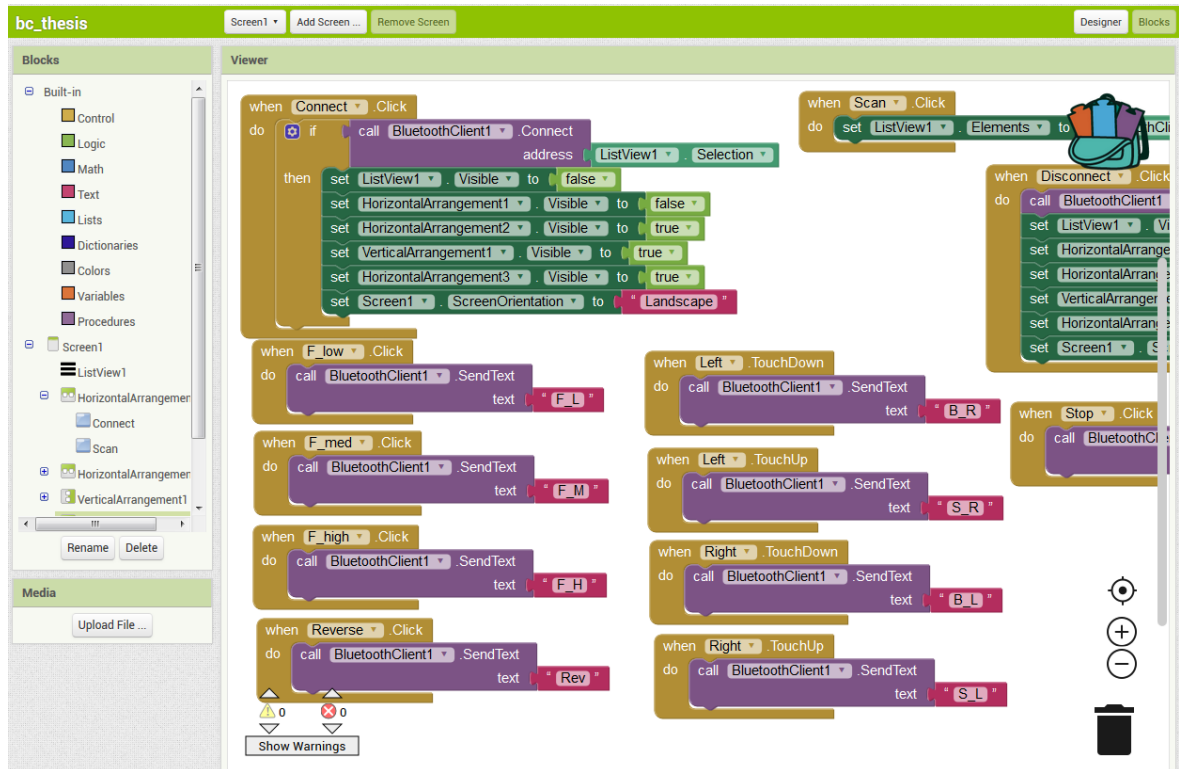 bc_thesis
Screen1 Add Screen ... Remove Screen Designer Blocks
Blocks
Built-in
Control
Logic
Math
Text
Lists
Dictionaries
Colors
Variables
Procedures
Screen1
ListView1
HorizontalArrangemen
Connect
Scan
HorizontalArrangemen
VerticalArrangement1
Rename Delete
Media
Upload File ...
Viewer
when Connect .Click
do if call BluetoothClient1 .Connect
address ListView1 . Selection
then set ListView1 . Visible to false
set HorizontalArrangement1 . Visible to false
set HorizontalArrangement2 . Visible to true
set VerticalArrangement1 . Visible to true
set HorizontalArrangement3 . Visible to true
set Screen1 . ScreenOrientation to " Landscape "
when F_low .Click
do call BluetoothClient1 .SendText
text " F_L "
when F_med .Click
do call BluetoothClient1 .SendText
text " F_M "
when F_high .Click
do call BluetoothClient1 .SendText
text " F_H "
when Reverse .Click
do call BluetoothClient1 .SendText
text " Rev "
0 0
Show Warnings
when Left .TouchDown
do call BluetoothClient1 .SendText
text " B_R "
when Left .TouchUp
do call BluetoothClient1 .SendText
text " S_R "
when Right .TouchDown
do call BluetoothClient1 .SendText
text " B_L "
when Right .TouchUp
do call BluetoothClient1 .SendText
text " S_L "
when Scan .Click
do set ListView1 . Elements to
when Disconnect .Click
do call BluetoothClient1
set ListView1 . Vi
set HorizontalArrange
set HorizontalArrange
set VerticalArrangeme
set HorizontalArrange
set Screen1 . S
when Stop .Click
do call BluetoothCl